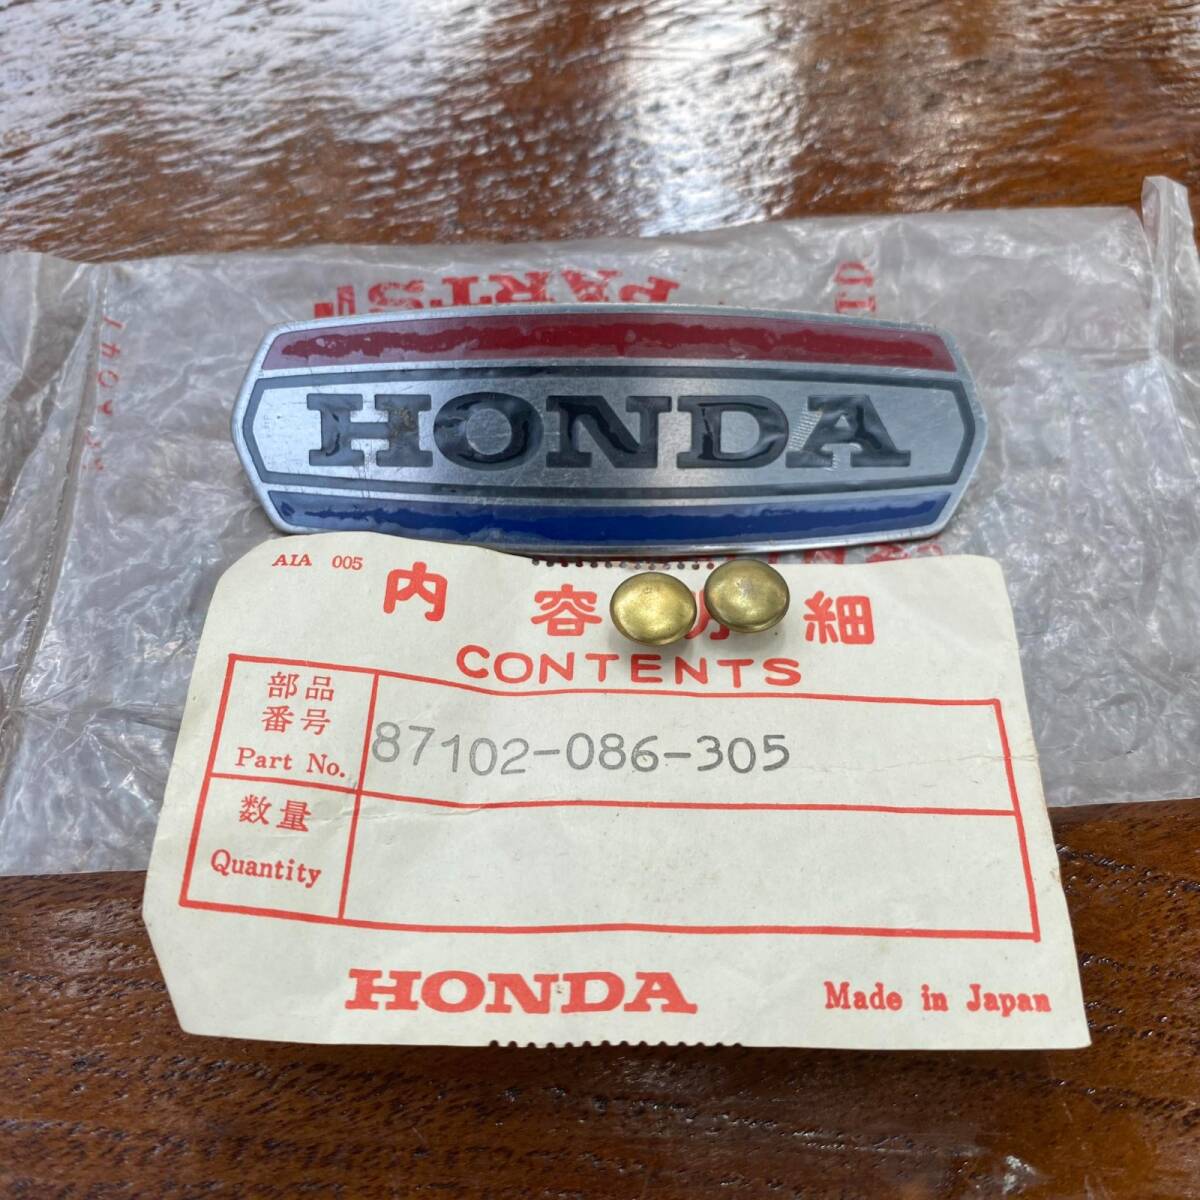 PARTS
HONDA
AIA 005
内容明細
CONTENTS
部品
番号
Part No.
87102-086-305
数量
Quantity
HONDA
Made in Japan